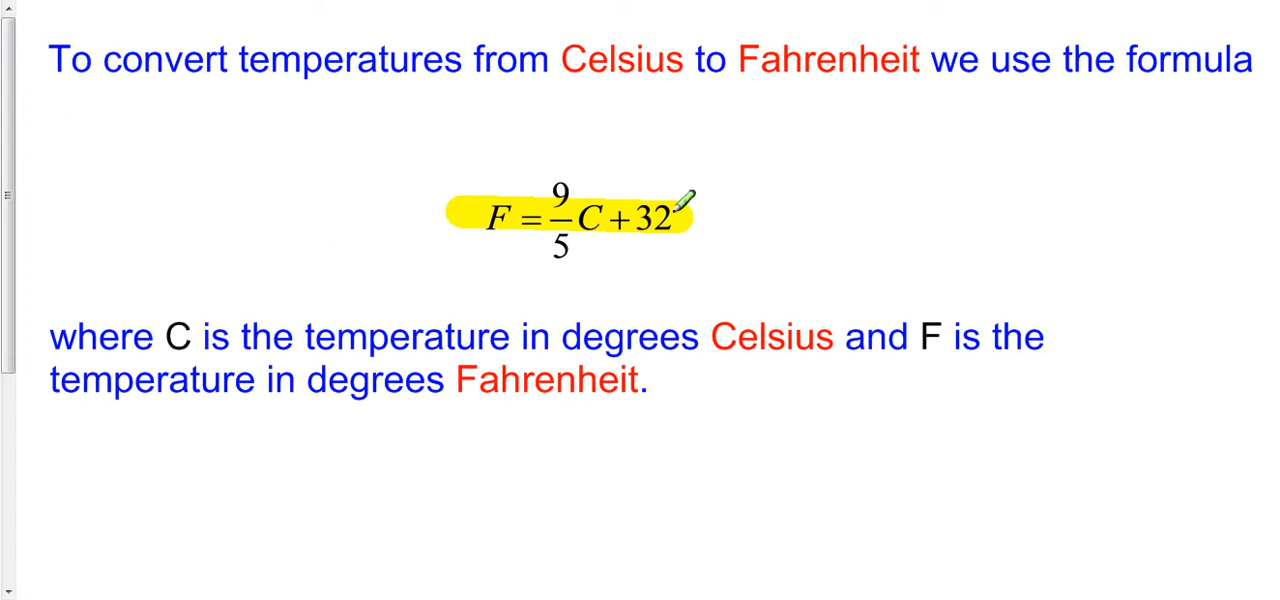 To convert temperatures from Celsius to Fahrenheit we use the formula
F = 9/5 C + 32
where C is the temperature in degrees Celsius and F is the
temperature in degrees Fahrenheit.